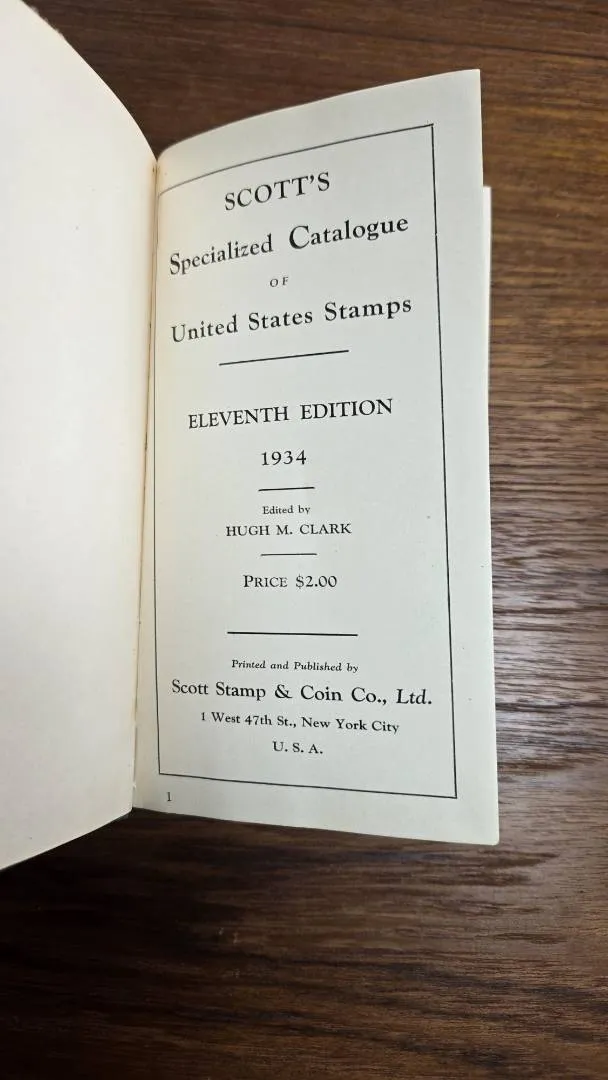 SCOTT'S
Specialized Catalogue
OF
United States Stamps
ELEVENTH EDITION
1934
Edited by
HUGH M. CLARK
PRICE $2.00
Printed and Published by
Scott Stamp & Coin Co., Ltd.
1 West 47th St., New York City
U. S. A.
1